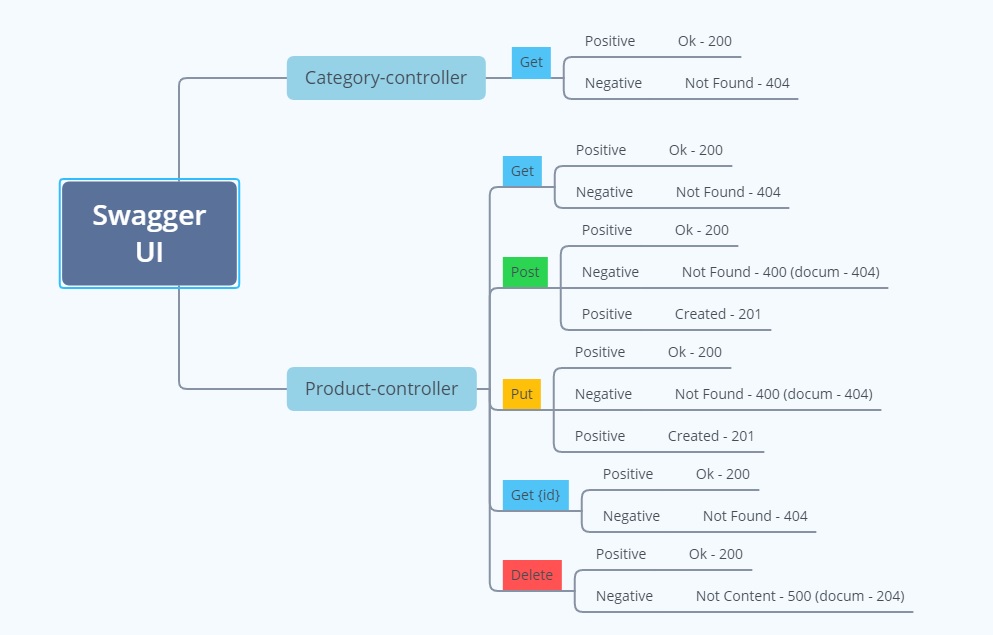 Swagger
UI
Category-controller
Get
Positive Ok - 200
Negative Not Found - 404
Product-controller
Get
Positive Ok - 200
Negative Not Found - 404
Post
Positive Ok - 200
Negative Not Found - 400 (docum - 404)
Positive Created - 201
Put
Positive Ok - 200
Negative Not Found - 400 (docum - 404)
Positive Created - 201
Get {id}
Positive Ok - 200
Negative Not Found - 404
Delete
Positive Ok - 200
Negative Not Content - 500 (docum - 204)